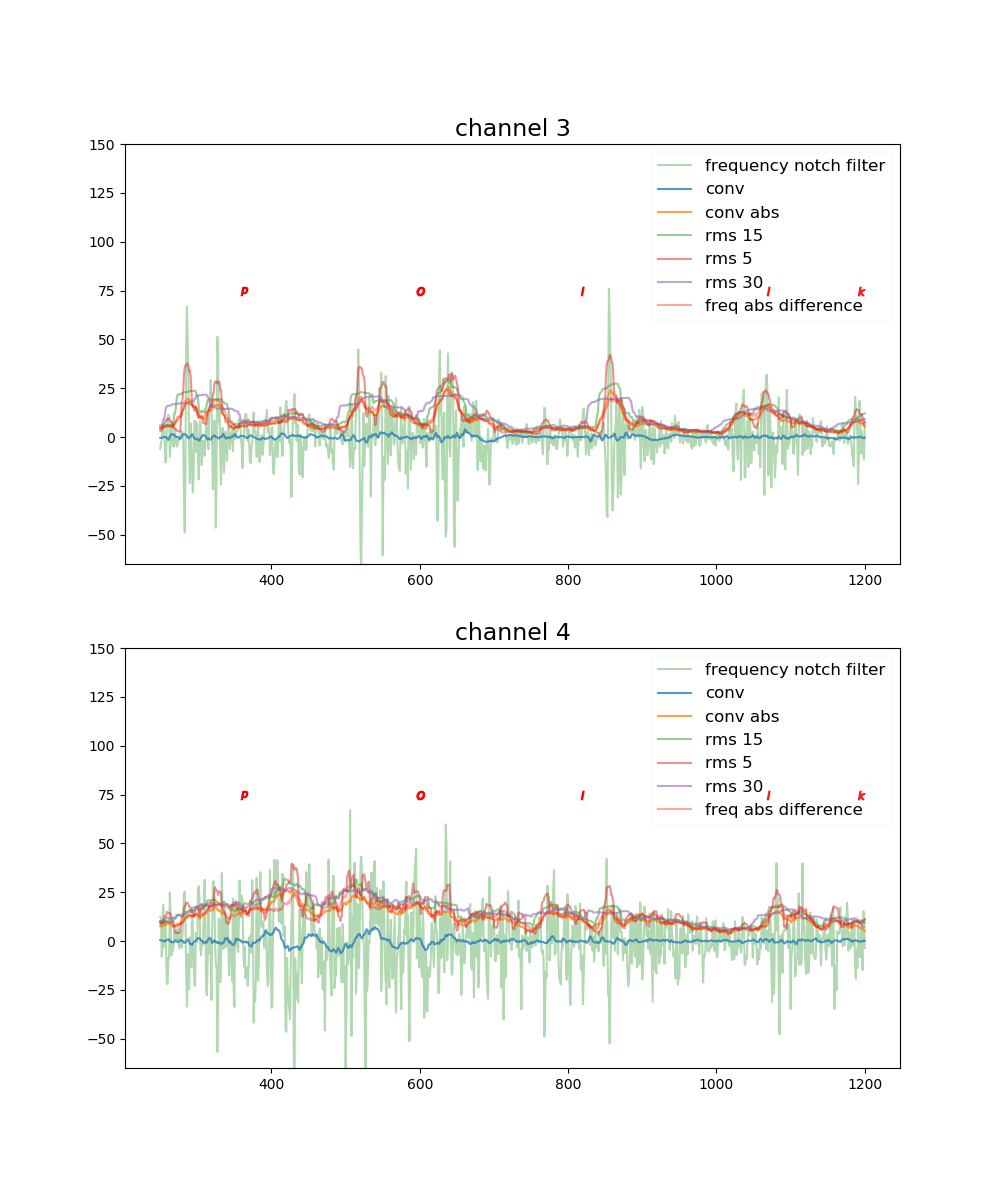 channel 3
150
125
100
75
50
25
0
−25
−50
frequency notch filter
conv
conv abs
rms 15
rms 5
rms 30
freq abs difference
P O I I k
400 600 800 1000 1200
channel 4
150
125
100
75
50
25
0
−25
−50
frequency notch filter
conv
conv abs
rms 15
rms 5
rms 30
freq abs difference
P O I I k
400 600 800 1000 1200